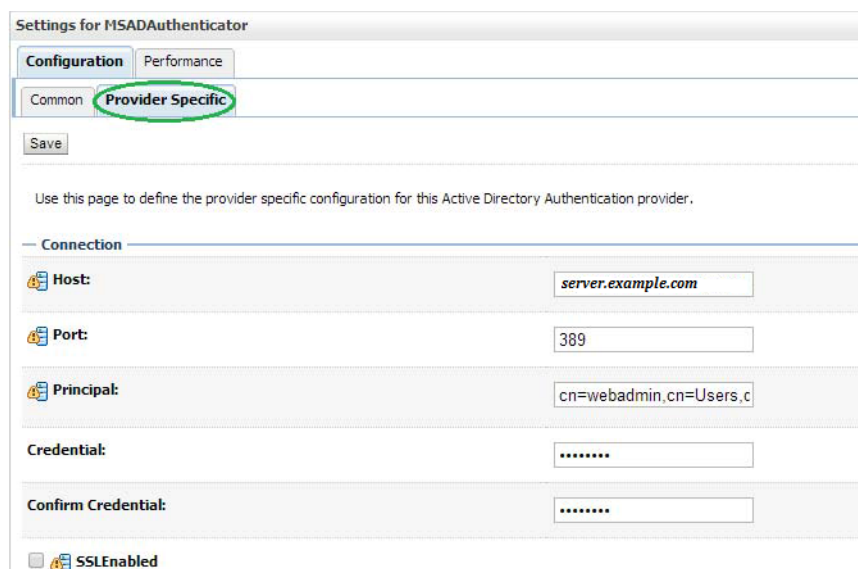 Settings for MSADAuthenticator
Configuration Performance
Common Provider Specific
Save
Use this page to define the provider specific configuration for this Active Directory Authentication provider.
Connection
Host: server.example.com
Port: 389
Principal: cn=webadmin,cn=Users,c
Credential: ••••••••
Confirm Credential: ••••••••
SSLEnabled